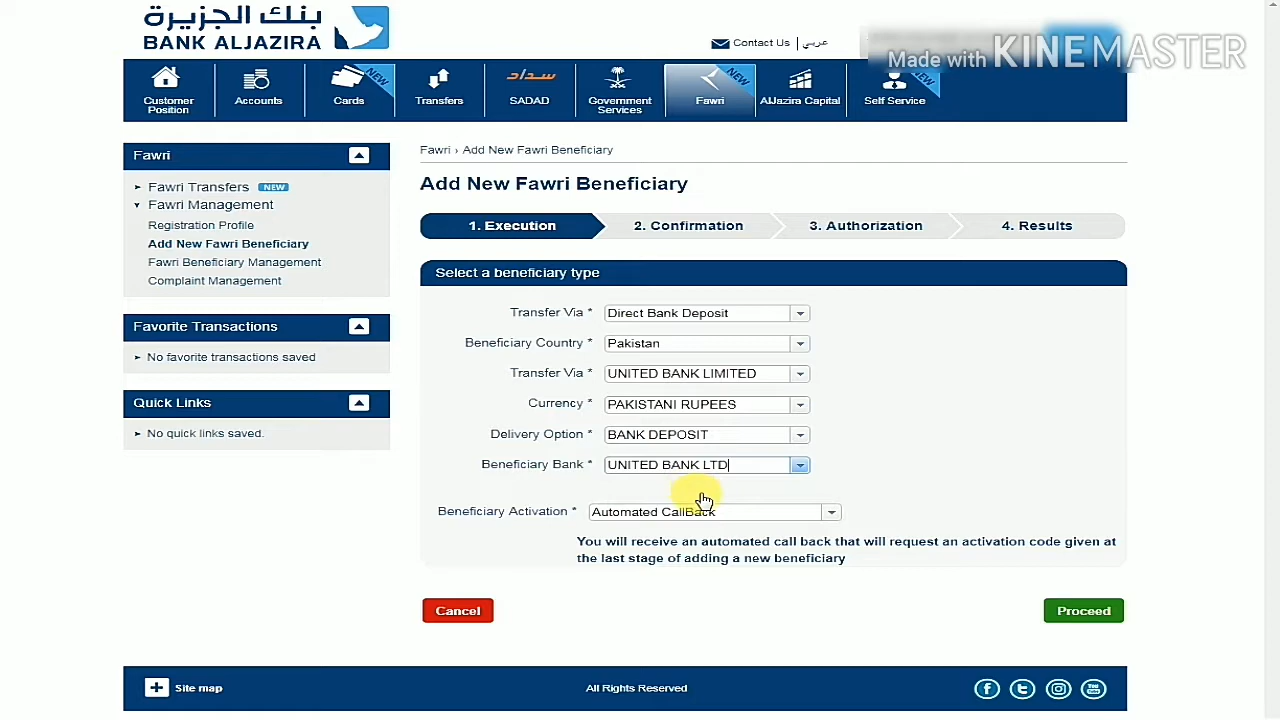 بنك الجزيرة
BANK ALJAZIRA
Contact Us | عربي
Made with KINEMASTER
Customer Position
Accounts
Cards
NEW
Transfers
سداد
SADAD
Government Services
Fawri
NEW
AlJazira Capital
Self Service
NEW
Fawri
Fawri Transfers NEW
Fawri Management
Registration Profile
Add New Fawri Beneficiary
Fawri Beneficiary Management
Complaint Management
Favorite Transactions
No favorite transactions saved
Quick Links
No quick links saved.
Fawri › Add New Fawri Beneficiary
Add New Fawri Beneficiary
1. Execution 2. Confirmation 3. Authorization 4. Results
Select a beneficiary type
Transfer Via * Direct Bank Deposit
Beneficiary Country * Pakistan
Transfer Via * UNITED BANK LIMITED
Currency * PAKISTANI RUPEES
Delivery Option * BANK DEPOSIT
Beneficiary Bank * UNITED BANK LTD
Beneficiary Activation * Automated CallBack
You will receive an automated call back that will request an activation code given at
the last stage of adding a new beneficiary
Cancel Proceed
Site map All Rights Reserved
You Tube